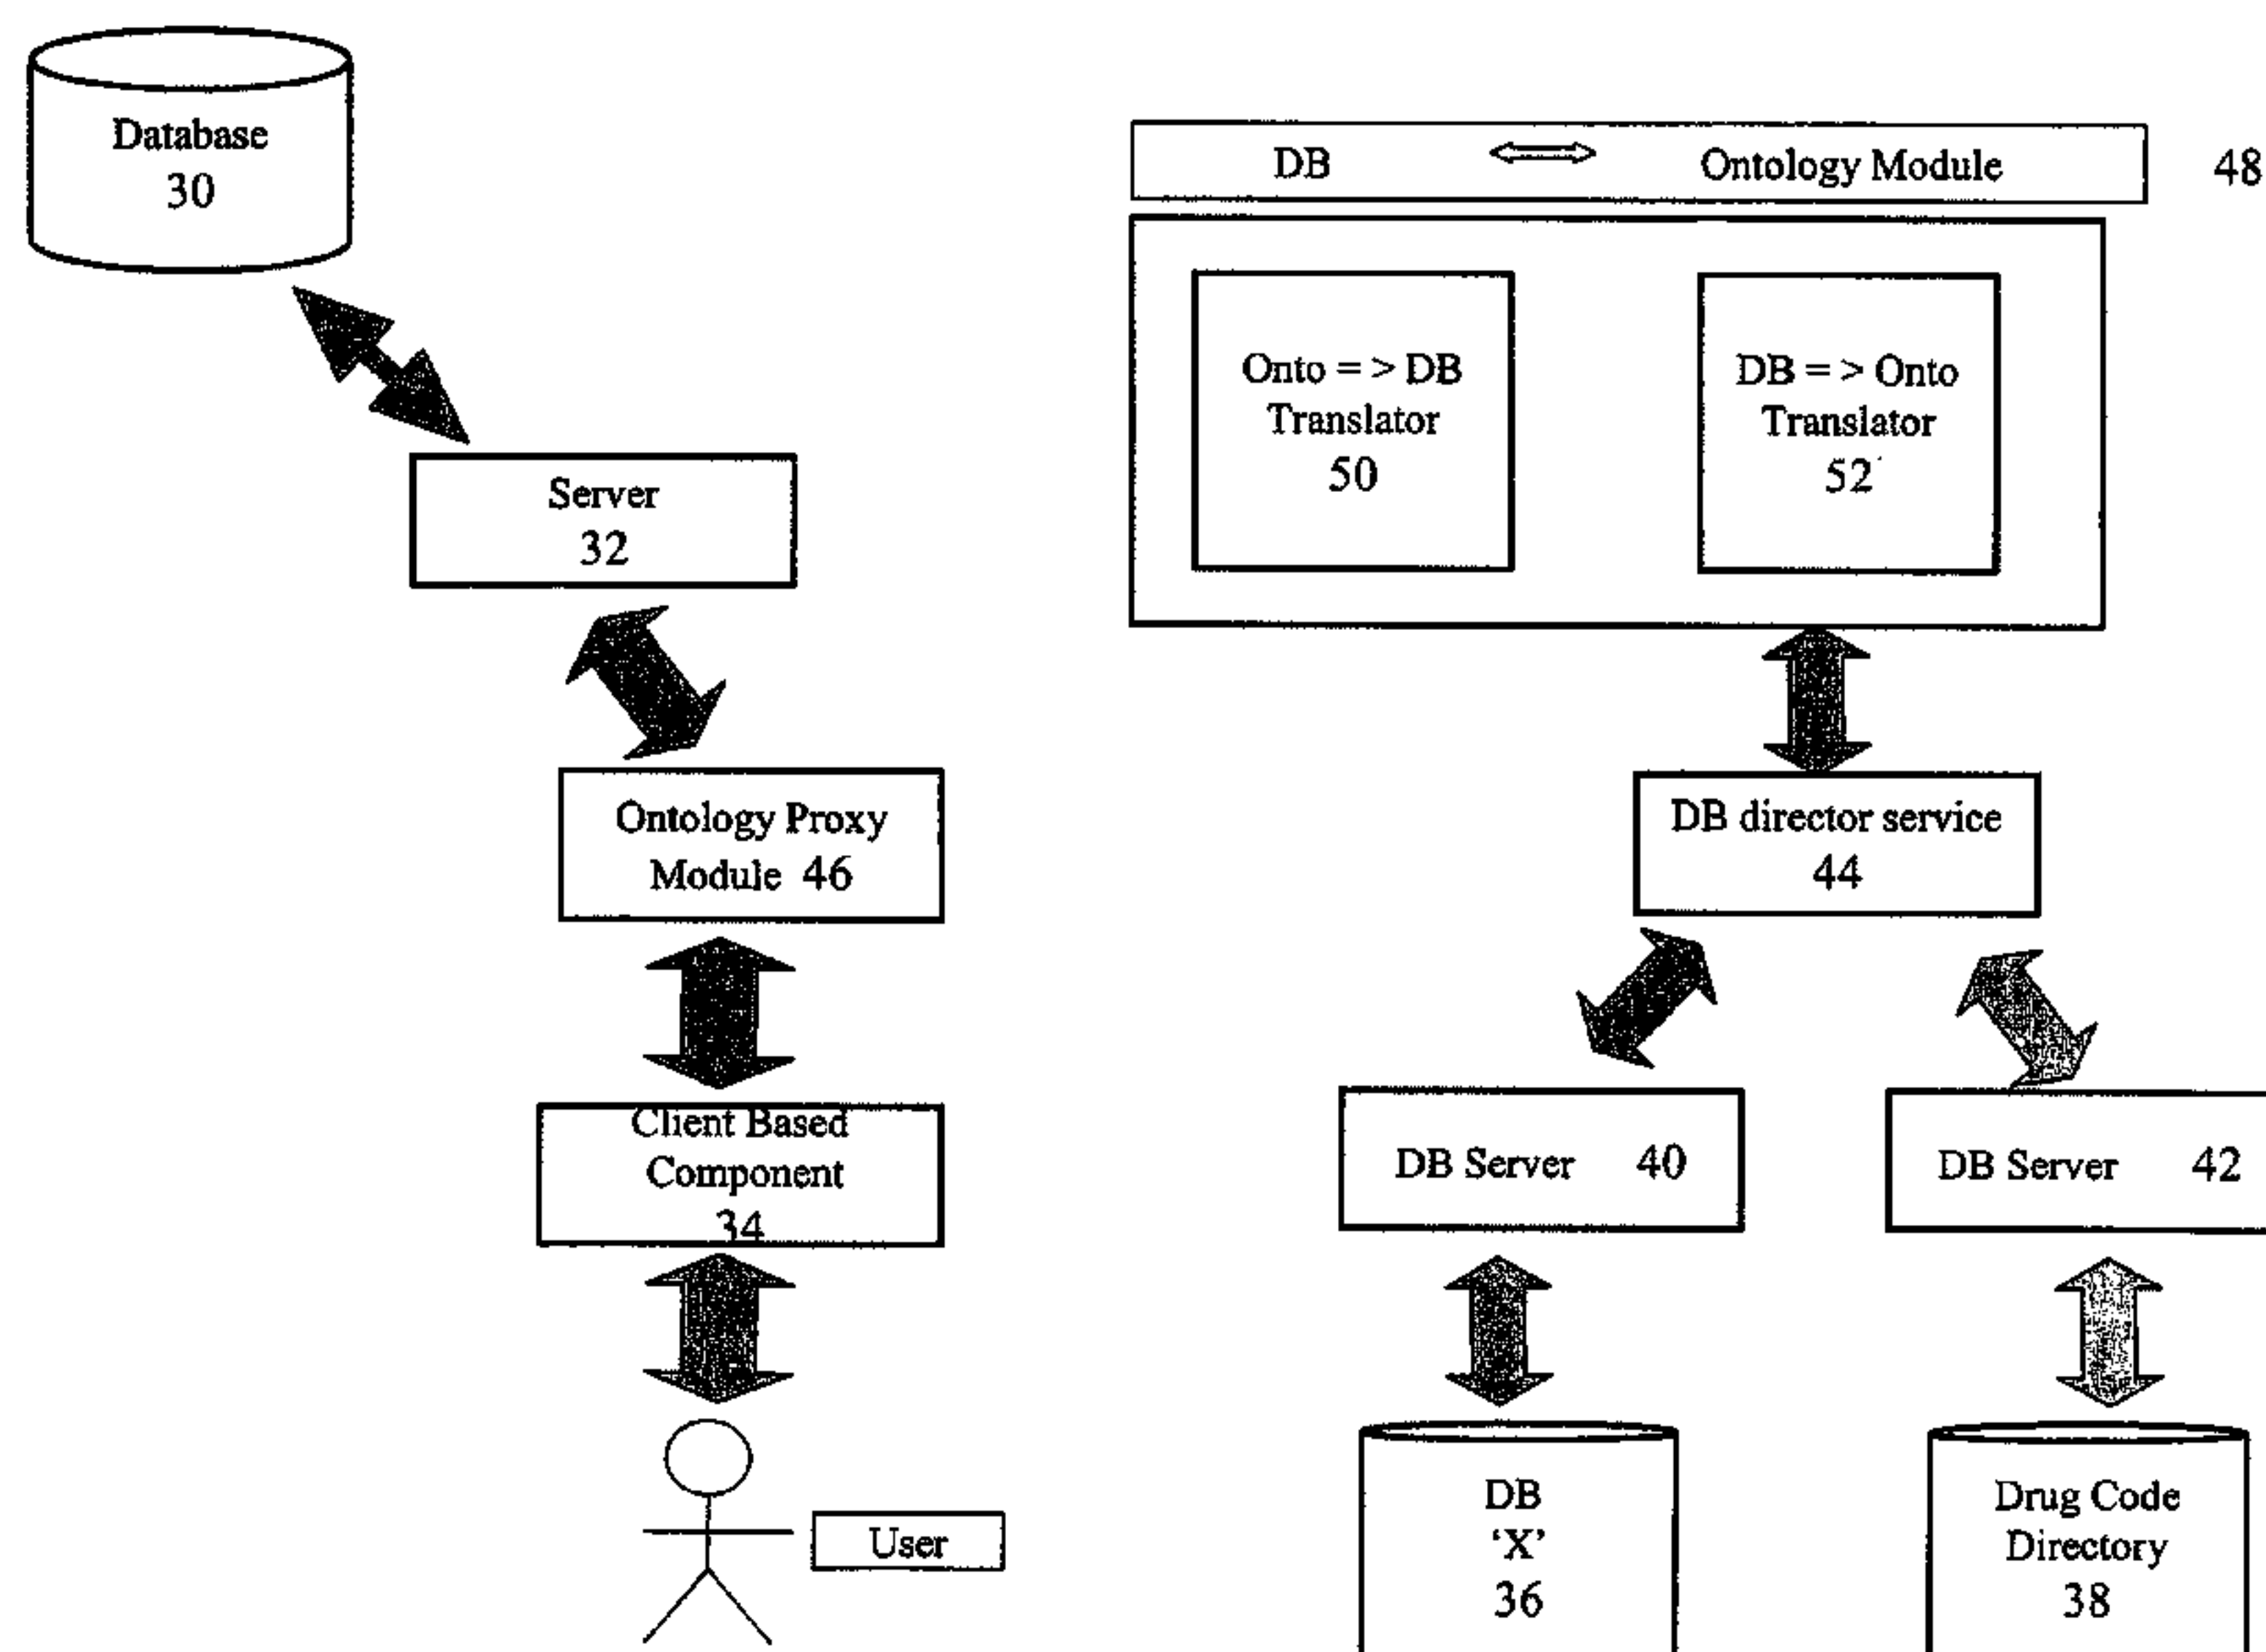 Database
30
Server
32
Ontology Proxy
Module 46
Client Based
Component
34
User
DB Ontology Module 48
Onto = > DB
Translator
50
DB = > Onto
Translator
52
DB director service
44
DB Server 40
DB Server 42
DB
‘X’
36
Drug Code
Directory
38